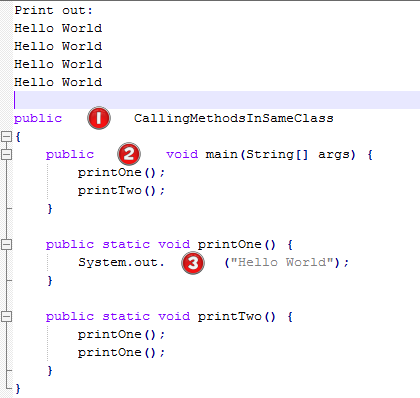 Print out:
Hello World
Hello World
Hello World
Hello World
public 1 CallingMethodsInSameClass
{
public 2 void main(String[] args) {
printOne();
printTwo();
}
public static void printOne() {
System.out. 3 ("Hello World");
}
public static void printTwo() {
printOne();
printOne();
}
}